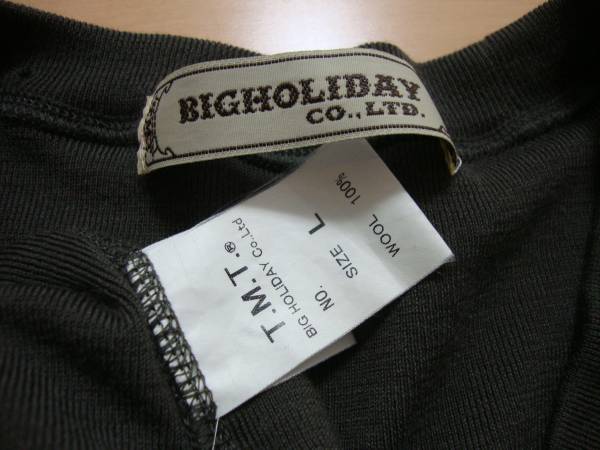 BIGHOLIDAY
CO., LTD.
T.M.T.®
BIG HOLIDAY Co.,Ltd
NO.
SIZE L
WOOL 100%